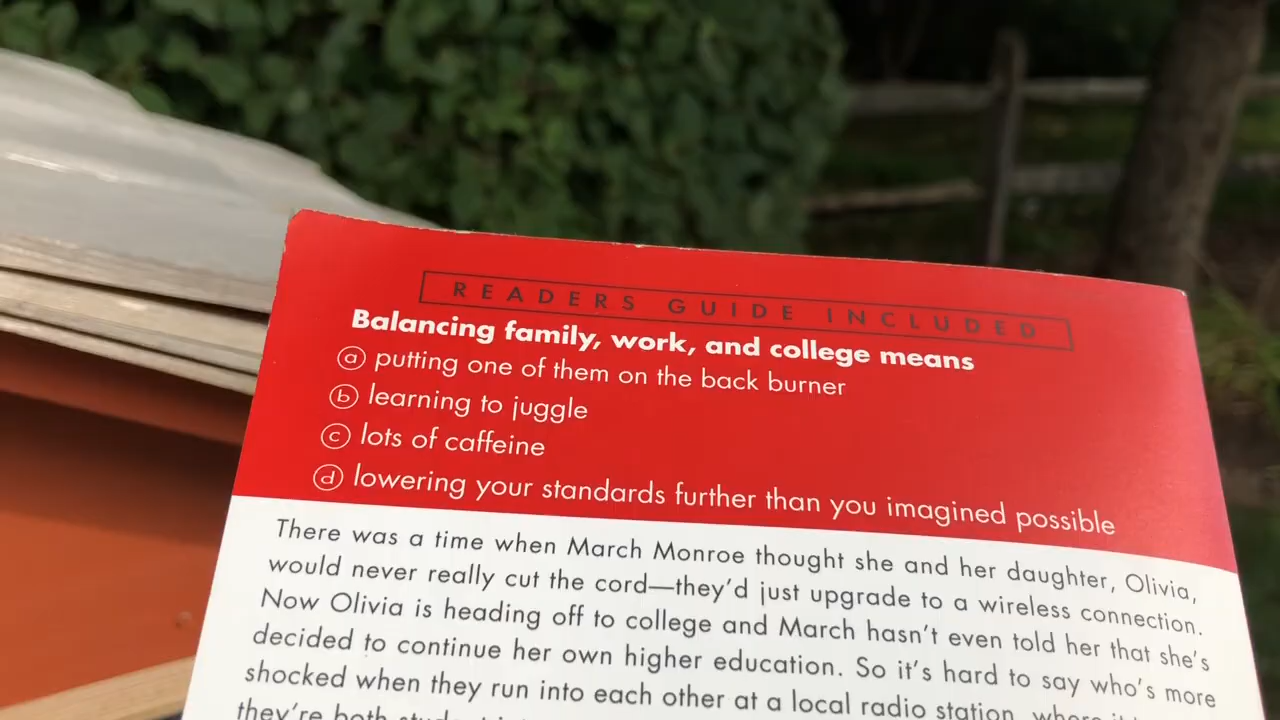 READERS GUIDE INCLUDED
Balancing family, work, and college means
a putting one of them on the back burner
b learning to juggle
c lots of caffeine
d lowering your standards further than you imagined possible
There was a time when March Monroe thought she and her daughter, Olivia,
would never really cut the cord—they'd just upgrade to a wireless connection.
Now Olivia is heading off to college and March hasn't even told her that she's
decided to continue her own higher education. So it's hard to say who's more
shocked when they run into each other at a local radio station, where
they're both